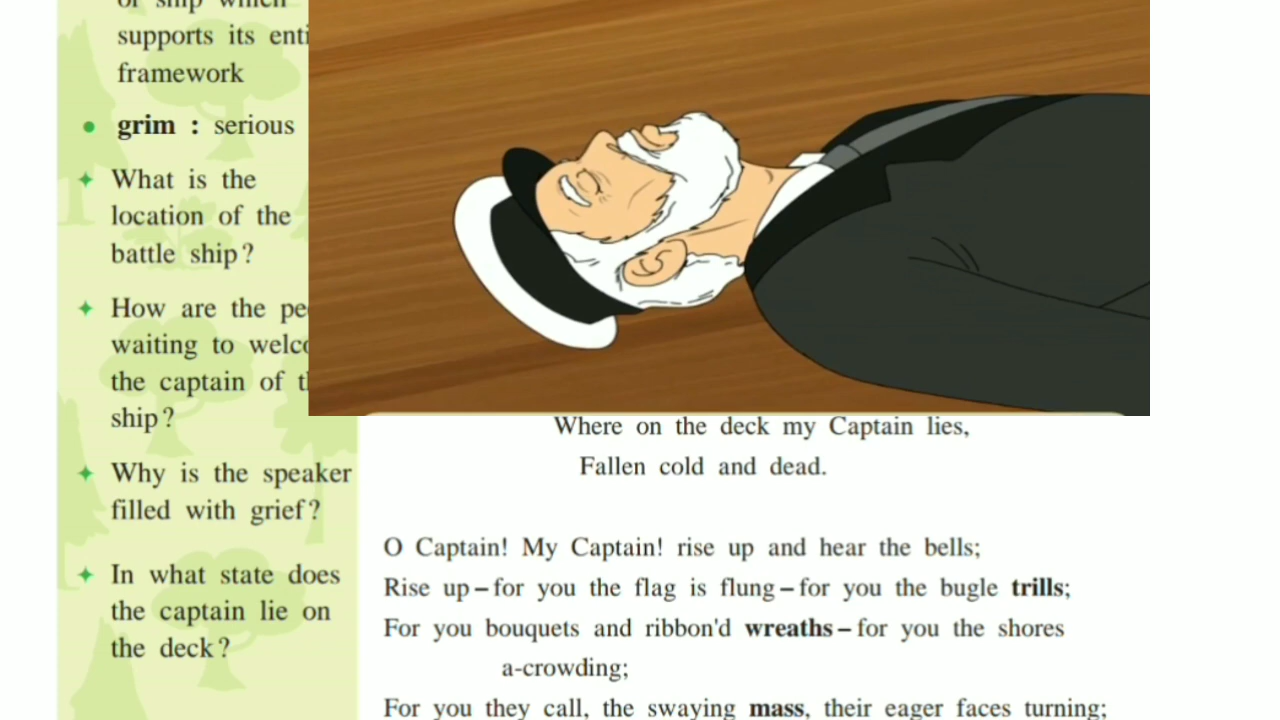 of ship which
supports its enti
framework
• grim : serious
✦ What is the
location of the
battle ship?
✦ How are the pe
waiting to welco
the captain of t
ship?
✦ Why is the speaker
filled with grief?
✦ In what state does
the captain lie on
the deck?
Where on the deck my Captain lies,
Fallen cold and dead.
O Captain! My Captain! rise up and hear the bells;
Rise up – for you the flag is flung – for you the bugle trills;
For you bouquets and ribbon'd wreaths – for you the shores
a-crowding;
For you they call, the swaying mass, their eager faces turning;